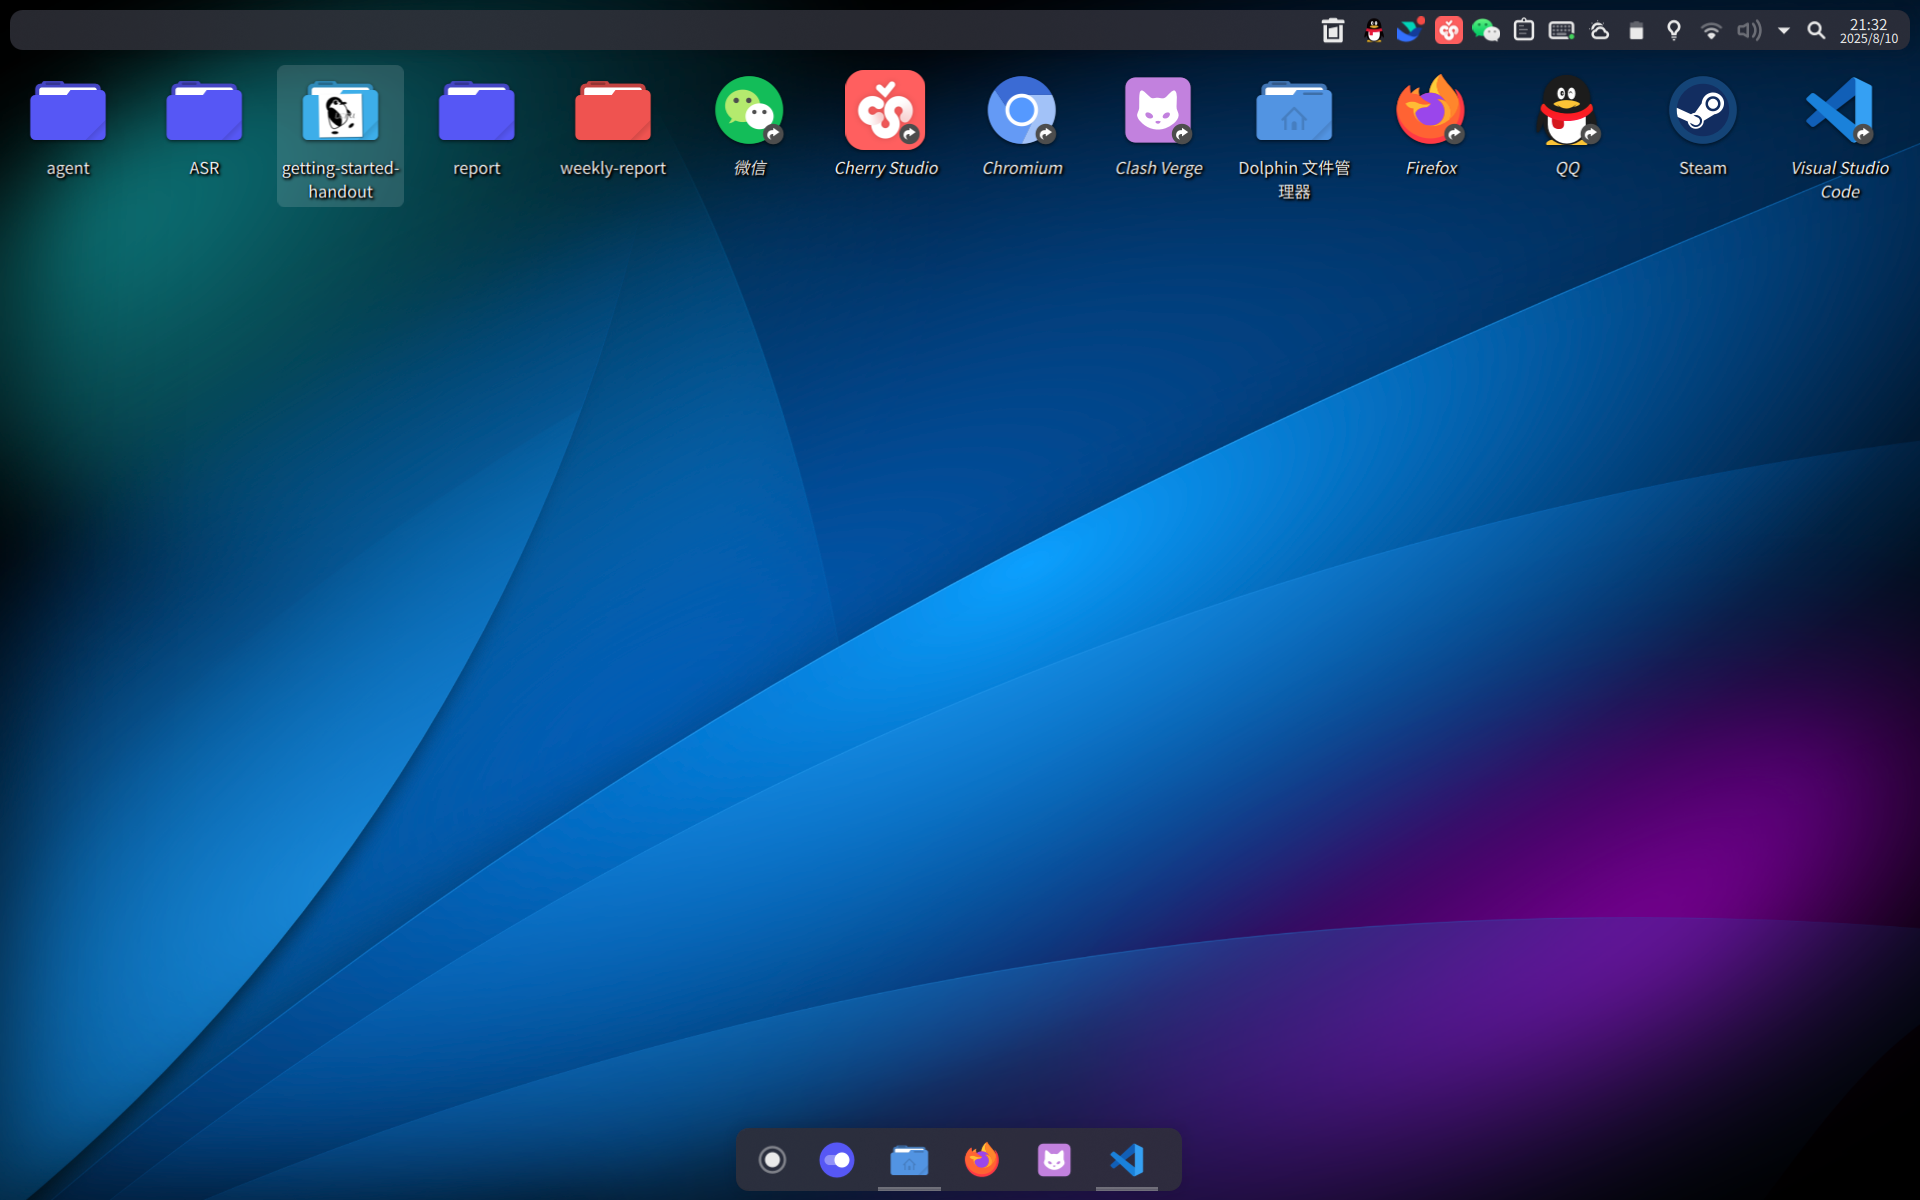 21:32
2025/8/10
agent
ASR
getting-started-
handout
report
weekly-report
微信
Cherry Studio
Chromium
Clash Verge
Dolphin 文件管
理器
Firefox
QQ
Steam
Visual Studio
Code